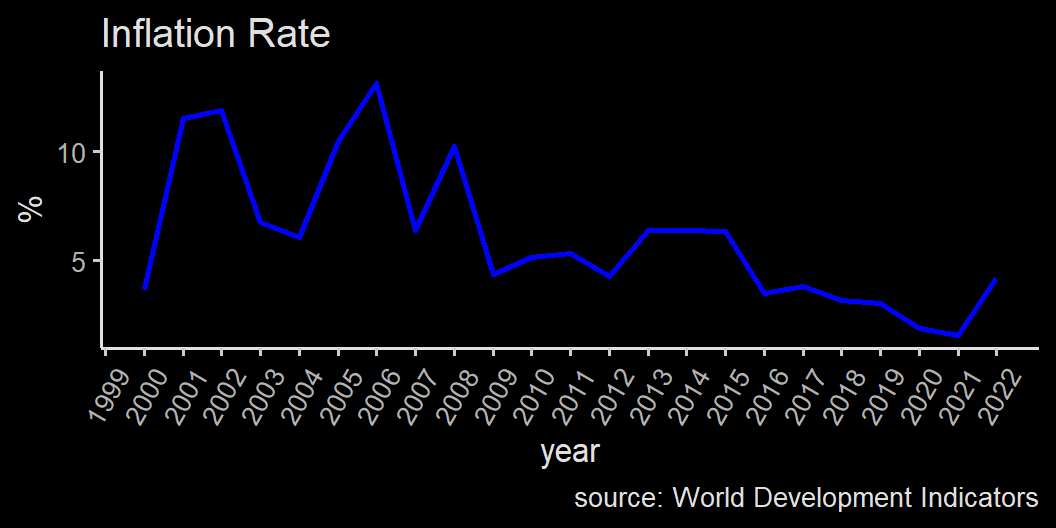 Inflation Rate
10
%
5
1999 2000 2001 2002 2003 2004 2005 2006 2007 2008 2009 2010 2011 2012 2013 2014 2015 2016 2017 2018 2019 2020 2021 2022
year
source: World Development Indicators